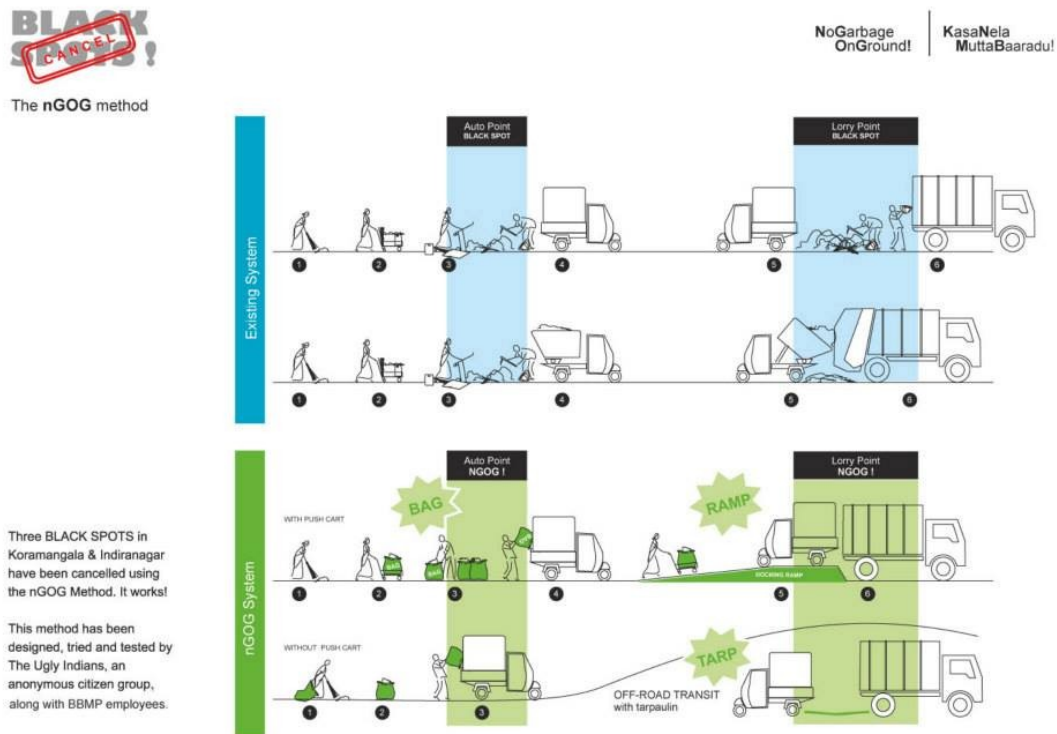 BLACK
SPOTS!
CANCEL
The nGOG method
NoGarbage
OnGround!
KasaNela
MuttaBaaradu!
Existing System
Auto Point
BLACK SPOT
Lorry Point
BLACK SPOT
1 2 3 4 5 6
1 2 3 4 5 6
nGOG System
Auto Point
NGOG !
Lorry Point
NGOG !
BAG
RAMP
WITH PUSH CART
BAG
BAG
BAG
DOCKING RAMP
1 2 3 4 5 6
WITHOUT PUSH CART
TARP
OFF-ROAD TRANSIT
with tarpaulin
1 2 3
Three BLACK SPOTS in
Koramangala & Indiranagar
have been cancelled using
the nGOG Method. It works!
This method has been
designed, tried and tested by
The Ugly Indians, an
anonymous citizen group,
along with BBMP employees.